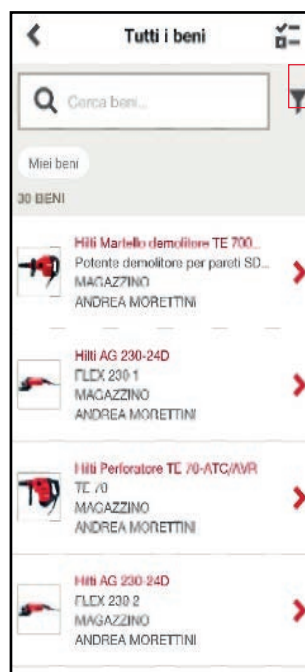 Tutti i beni
Cerca beni...
Miei beni
30 BENI
Hilti Martello demolitore TE 700...
Potente demolitore per pareti SD...
MAGAZZINO
ANDREA MORETTINI
Hilti AG 230-24D
FLEX 230 1
MAGAZZINO
ANDREA MORETTINI
Hilti Perforatore TE 70-ATC/AVR
TE 70
MAGAZZINO
ANDREA MORETTINI
Hilti AG 230-24D
FLEX 230 2
MAGAZZINO
ANDREA MORETTINI